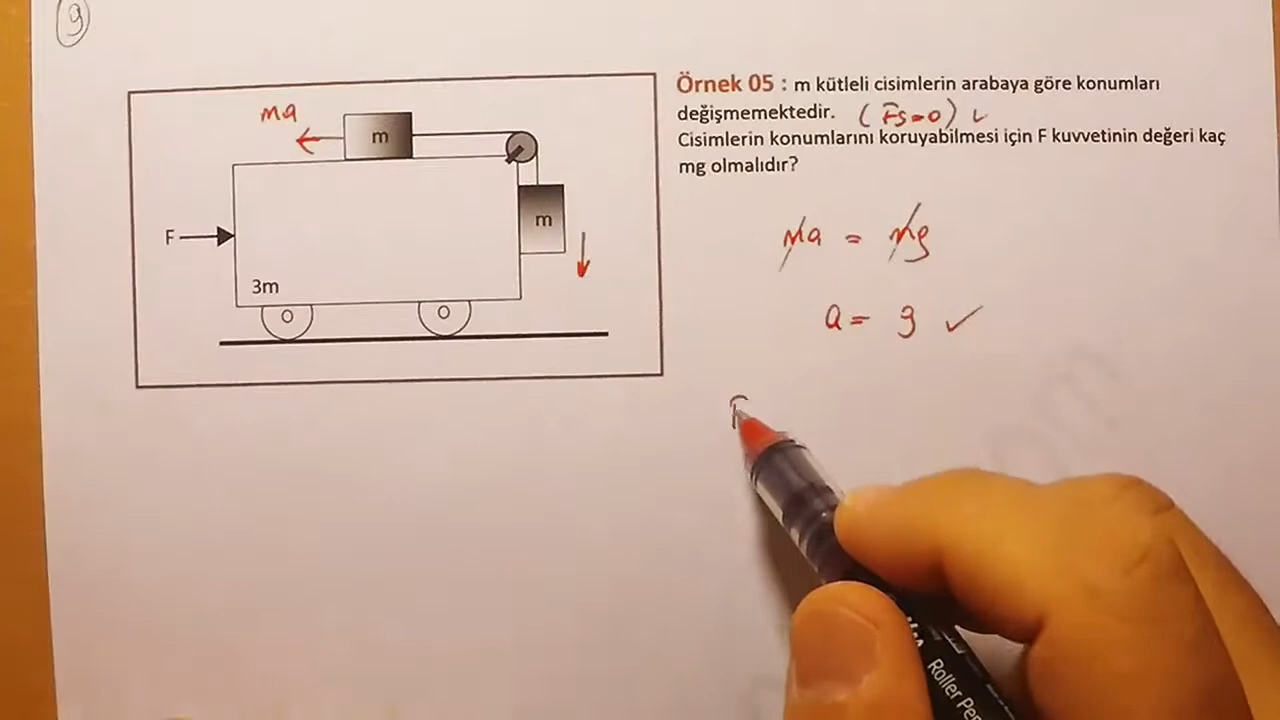 9
Örnek 05 : m kütleli cisimlerin arabaya göre konumları
değişmemektedir. (Fs=0)
Cisimlerin konumlarını koruyabilmesi için F kuvvetinin değeri kaç
mg olmalıdır?
ma
m
m
F
3m
ma = mg
a = g
F
Roller Pen